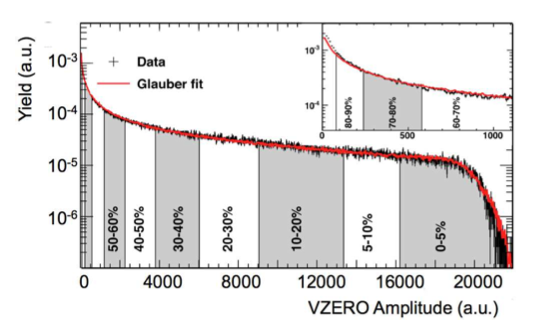 Yield (a.u.)
10-3
10-4
10-5
10-6
Data
Glauber fit
50-60%
40-50%
30-40%
20-30%
10-20%
5-10%
0-5%
0 4000 8000 12000 16000 20000
VZERO Amplitude (a.u.)
10-3
10-4
80-90%
70-80%
60-70%
0 500 1000